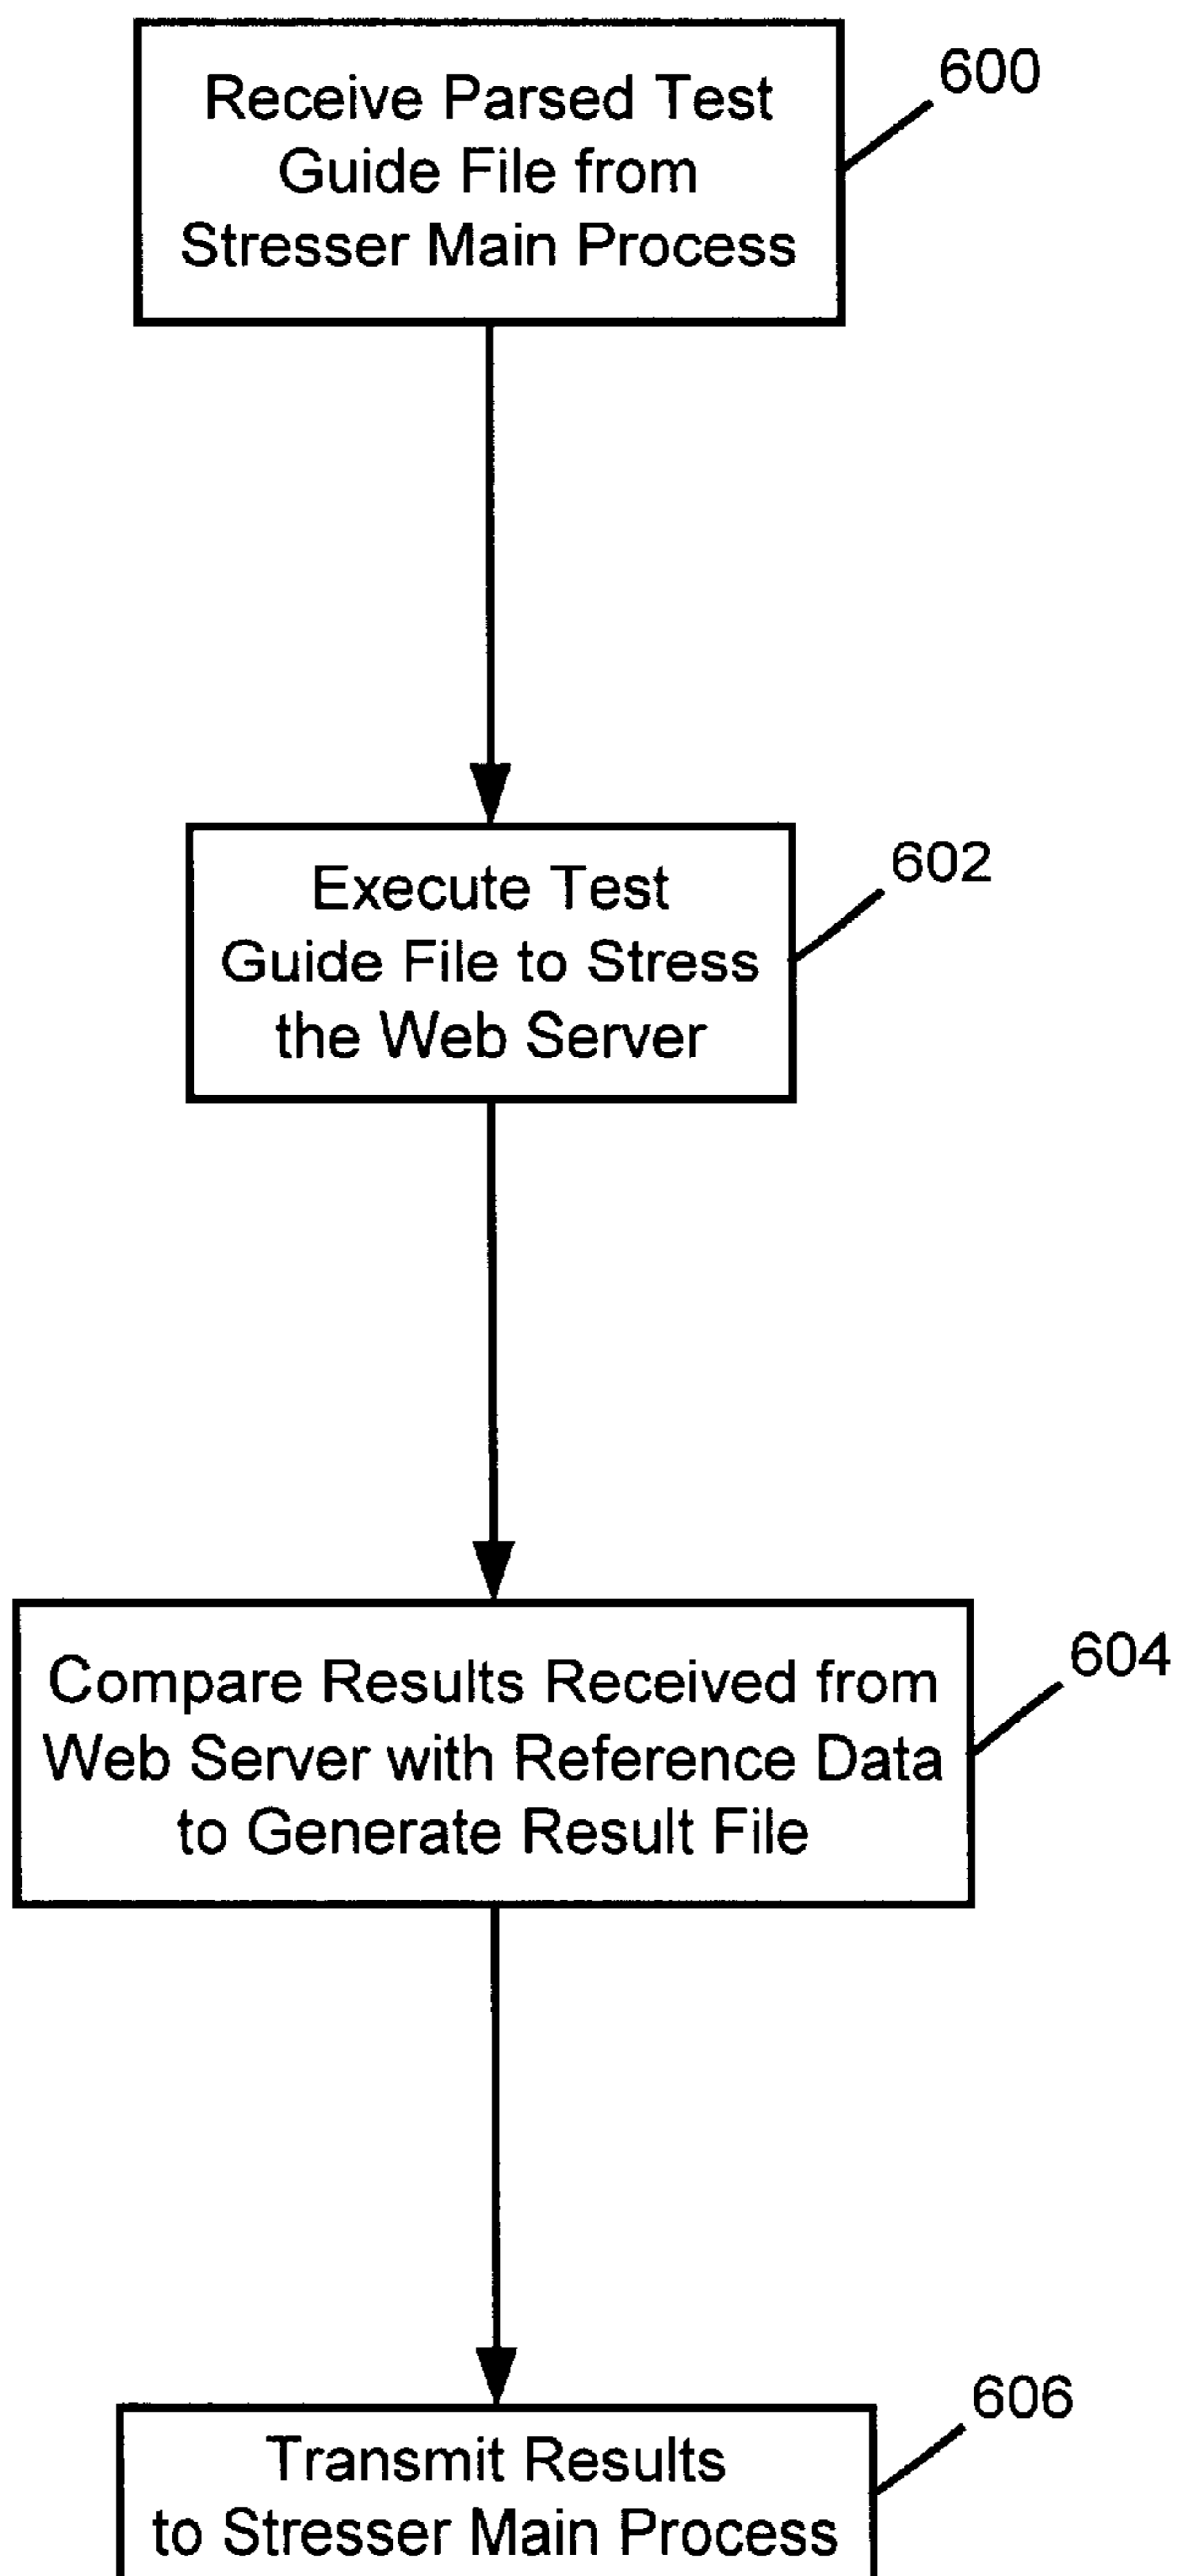 Receive Parsed Test
Guide File from
Stresser Main Process
600
Execute Test
Guide File to Stress
the Web Server
602
Compare Results Received from
Web Server with Reference Data
to Generate Result File
604
Transmit Results
to Stresser Main Process
606